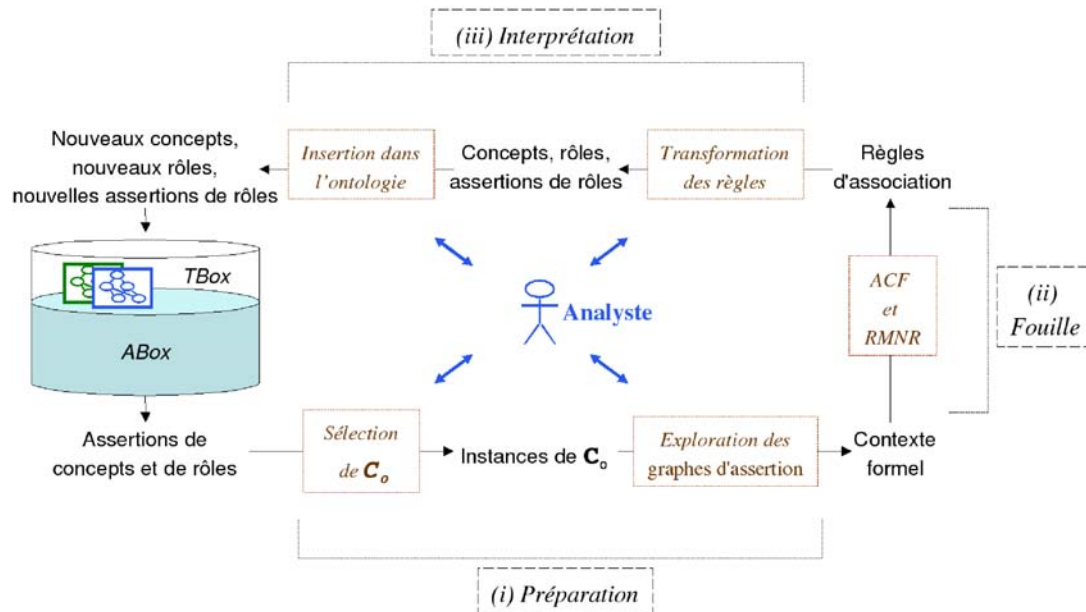 (iii) Interprétation
Nouveaux concepts,
nouveaux rôles,
nouvelles assertions de rôles
Insertion dans
l'ontologie
Concepts, rôles,
assertions de rôles
Transformation
des règles
Règles
d'association
TBox
ABox
Analyste
ACF
et
RMNR
(ii)
Fouille
Assertions de
concepts et de rôles
Sélection
de C₀
Instances de C₀
Exploration des
graphes d'assertion
Contexte
formel
(i) Préparation